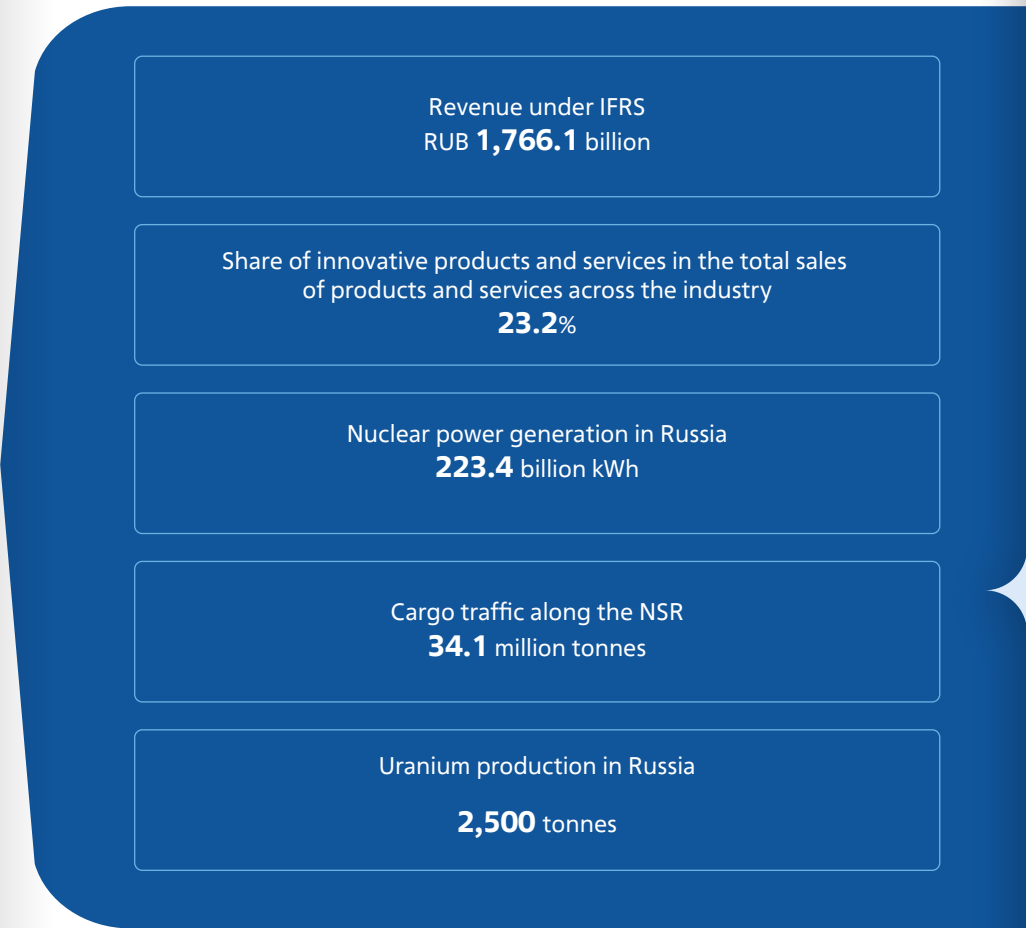 Revenue under IFRS
RUB 1,766.1 billion
Share of innovative products and services in the total sales
of products and services across the industry
23.2%
Nuclear power generation in Russia
223.4 billion kWh
Cargo traffic along the NSR
34.1 million tonnes
Uranium production in Russia
2,500 tonnes